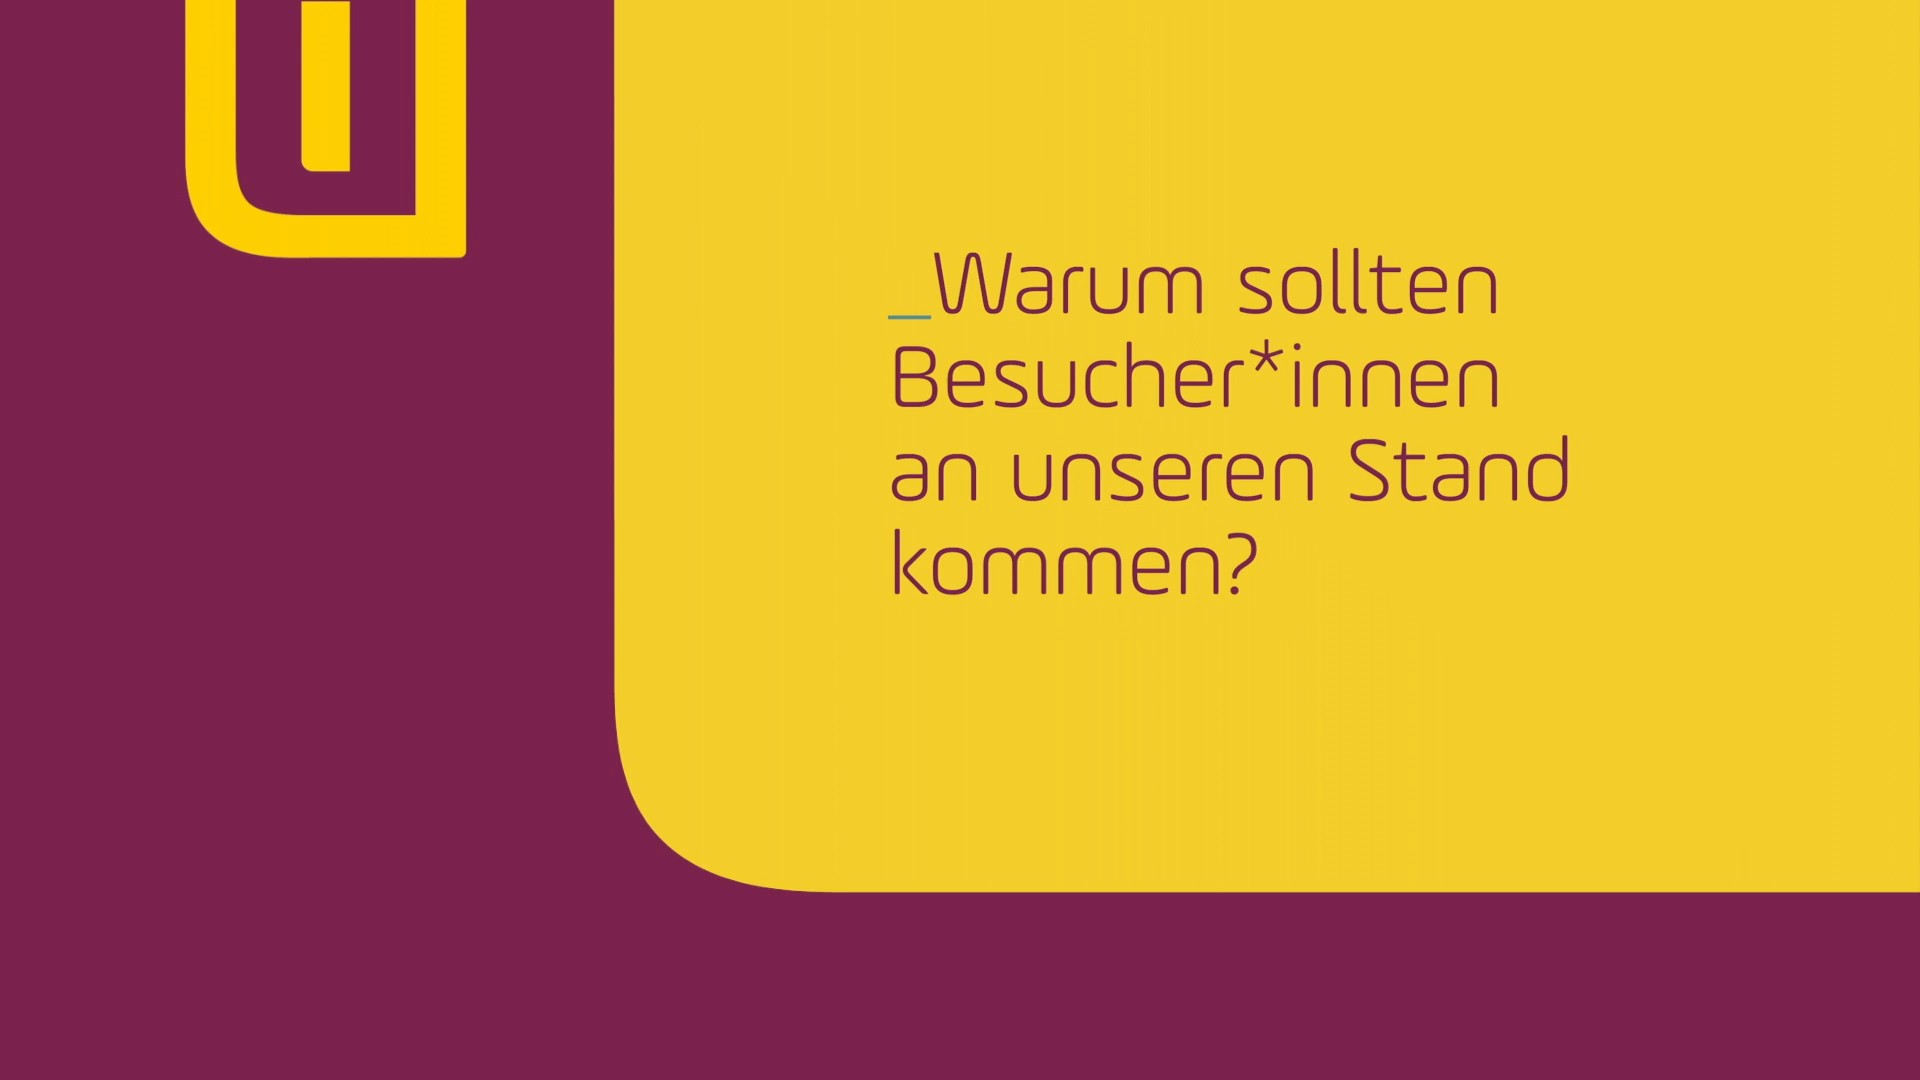 _Warum sollten
Besucher*innen
an unseren Stand
kommen?